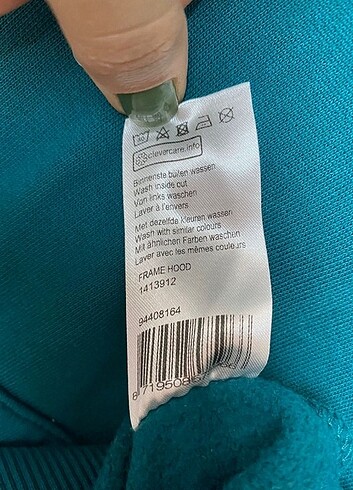 clevercare.info
Binnenste buiten wassen
Wash inside out
Von links waschen
Laver à l'envers
Met dezelfde kleuren wassen
Wash with similar colours
Mit ähnlichen Farben waschen
Laver avec les mêmes couleurs
FRAME HOOD
1413912
94408164